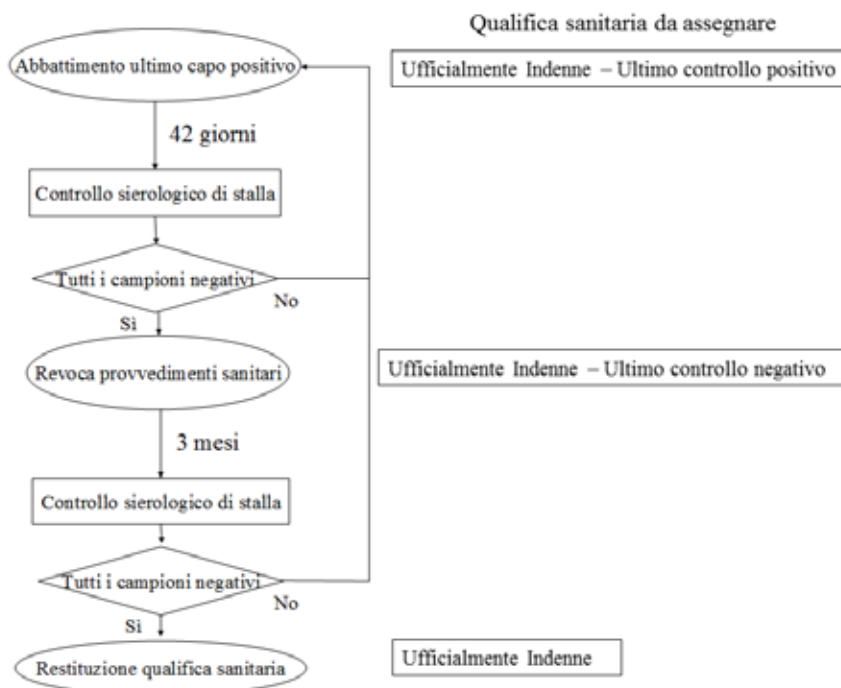 Qualifica sanitaria da assegnare
Abbattimento ultimo capo positivo
Ufficialmente Indenne – Ultimo controllo positivo
42 giorni
Controllo sierologico di stalla
Tutti i campioni negativi
No
Sì
Revoca provvedimenti sanitari
Ufficialmente Indenne – Ultimo controllo negativo
3 mesi
Controllo sierologico di stalla
Tutti i campioni negativi
No
Sì
Restituzione qualifica sanitaria
Ufficialmente Indenne